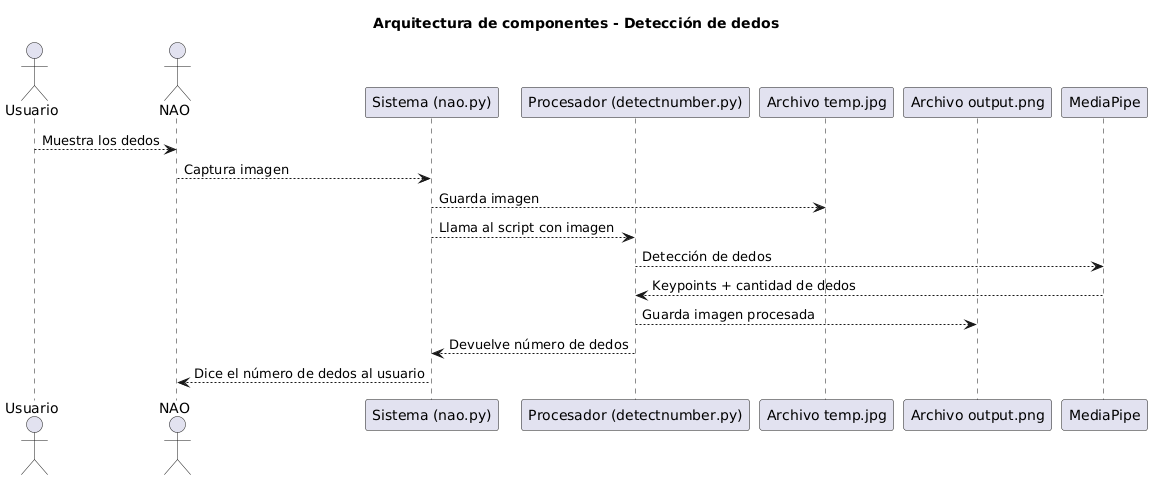 Arquitectura de componentes - Detección de dedos
Usuario
NAO
Sistema (nao.py)
Procesador (detectnumber.py)
Archivo temp.jpg
Archivo output.png
MediaPipe
Muestra los dedos
Captura imagen
Guarda imagen
Llama al script con imagen
Detección de dedos
Keypoints + cantidad de dedos
Guarda imagen procesada
Devuelve número de dedos
Dice el número de dedos al usuario
Usuario
NAO
Sistema (nao.py)
Procesador (detectnumber.py)
Archivo temp.jpg
Archivo output.png
MediaPipe